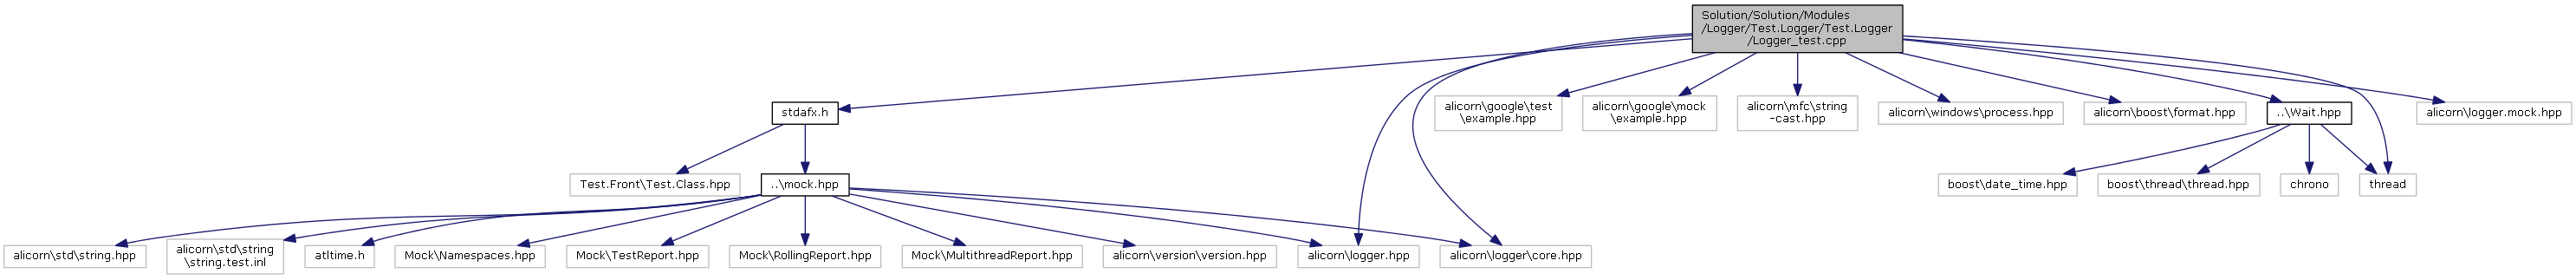 Solution/Solution/Modules
/Logger/Test.Logger/Test.Logger
/Logger_test.cpp
stdafx.h
alicorn\google\test
\example.hpp
alicorn\google\mock
\example.hpp
alicorn\mfc\string
-cast.hpp
alicorn\windows\process.hpp
alicorn\boost\format.hpp
..\Wait.hpp
alicorn\logger.mock.hpp
Test.Front\Test.Class.hpp
..\mock.hpp
boost\date_time.hpp
boost\thread\thread.hpp
chrono
thread
alicorn\std\string.hpp
alicorn\std\string
\string.test.inl
atltime.h
Mock\Namespaces.hpp
Mock\TestReport.hpp
Mock\RollingReport.hpp
Mock\MultithreadReport.hpp
alicorn\version\version.hpp
alicorn\logger.hpp
alicorn\logger\core.hpp